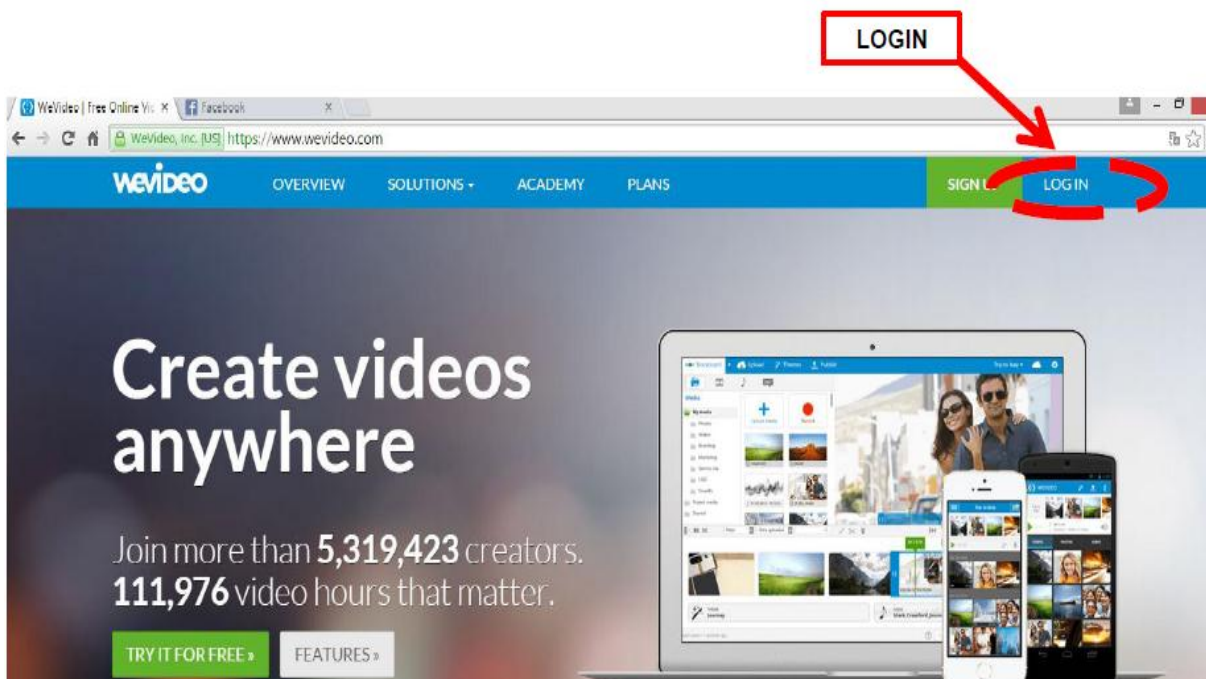 LOGIN
WeVideo | Free Online Vi
Facebook
WeVideo, Inc. [US] https://www.wevideo.com
WEVIDEO OVERVIEW SOLUTIONS ACADEMY PLANS SIGN U LOG IN
Create videos
anywhere
Join more than 5,319,423 creators.
111,976 video hours that matter.
TRY IT FOR FREE » FEATURES »